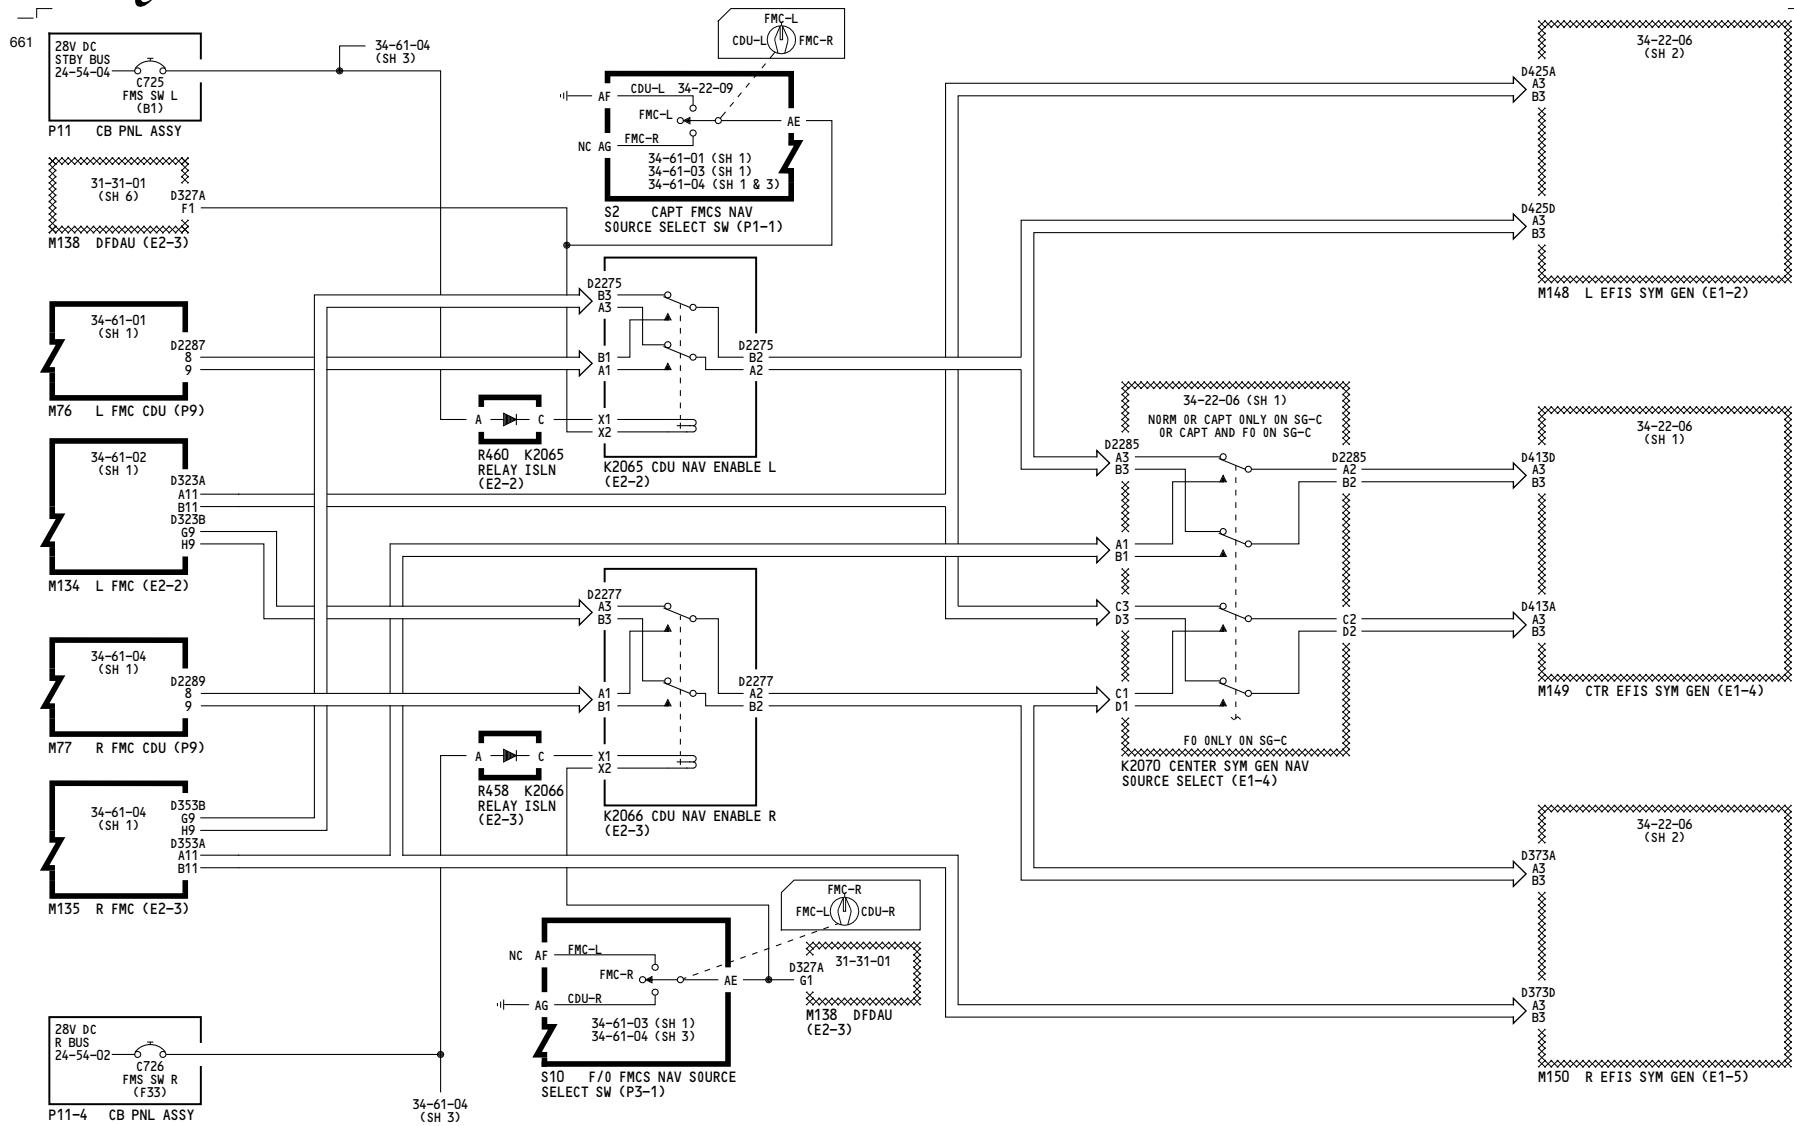 661
28V DC
STBY BUS
24-54-04
C725
FMS SW L
(B1)
P11 CB PNL ASSY
34-61-04
(SH 3)
31-31-01
(SH 6)
D327A
F1
M138 DFDAU (E2-3)
34-61-01
(SH 1)
D2287
8
9
M76 L FMC CDU (P9)
34-61-02
(SH 1)
D323A
A11
B11
D323B
G9
H9
M134 L FMC (E2-2)
34-61-04
(SH 1)
D2289
8
9
M77 R FMC CDU (P9)
34-61-04
(SH 1)
D353B
G9
H9
D353A
A11
B11
M135 R FMC (E2-3)
28V DC
R BUS
24-54-02
C726
FMS SW R
(F33)
P11-4 CB PNL ASSY
34-61-04
(SH 3)
FMC-L
CDU-L FMC-R
AF CDU-L 34-22-09
FMC-L
AE
NC AG FMC-R
34-61-01 (SH 1)
34-61-03 (SH 1)
34-61-04 (SH 1 & 3)
S2 CAPT FMCS NAV
SOURCE SELECT SW (P1-1)
D2275
B3
A3
B1
A1
X1
X2
D2275
B2
A2
K2065 CDU NAV ENABLE L
(E2-2)
A C
R460 K2065
RELAY ISLN
(E2-2)
D2277
A3
B3
A1
B1
X1
X2
D2277
A2
B2
K2066 CDU NAV ENABLE R
(E2-3)
A C
R458 K2066
RELAY ISLN
(E2-3)
FMC-R
FMC-L CDU-R
NC AF FMC-L
FMC-R
AE
AG CDU-R
34-61-03 (SH 1)
34-61-04 (SH 3)
S10 F/O FMCS NAV SOURCE
SELECT SW (P3-1)
D327A
G1
31-31-01
M138 DFDAU
(E2-3)
34-22-06 (SH 1)
NORM OR CAPT ONLY ON SG-C
OR CAPT AND FO ON SG-C
D2285
A3
B3
A1
B1
C3
D3
C1
D1
D2285
A2
B2
C2
D2
FO ONLY ON SG-C
K2070 CENTER SYM GEN NAV
SOURCE SELECT (E1-4)
34-22-06
(SH 2)
D425A
A3
B3
D425D
A3
B3
M148 L EFIS SYM GEN (E1-2)
34-22-06
(SH 1)
D413D
A3
B3
D413A
A3
B3
M149 CTR EFIS SYM GEN (E1-4)
34-22-06
(SH 2)
D373A
A3
B3
D373D
A3
B3
M150 R EFIS SYM GEN (E1-5)